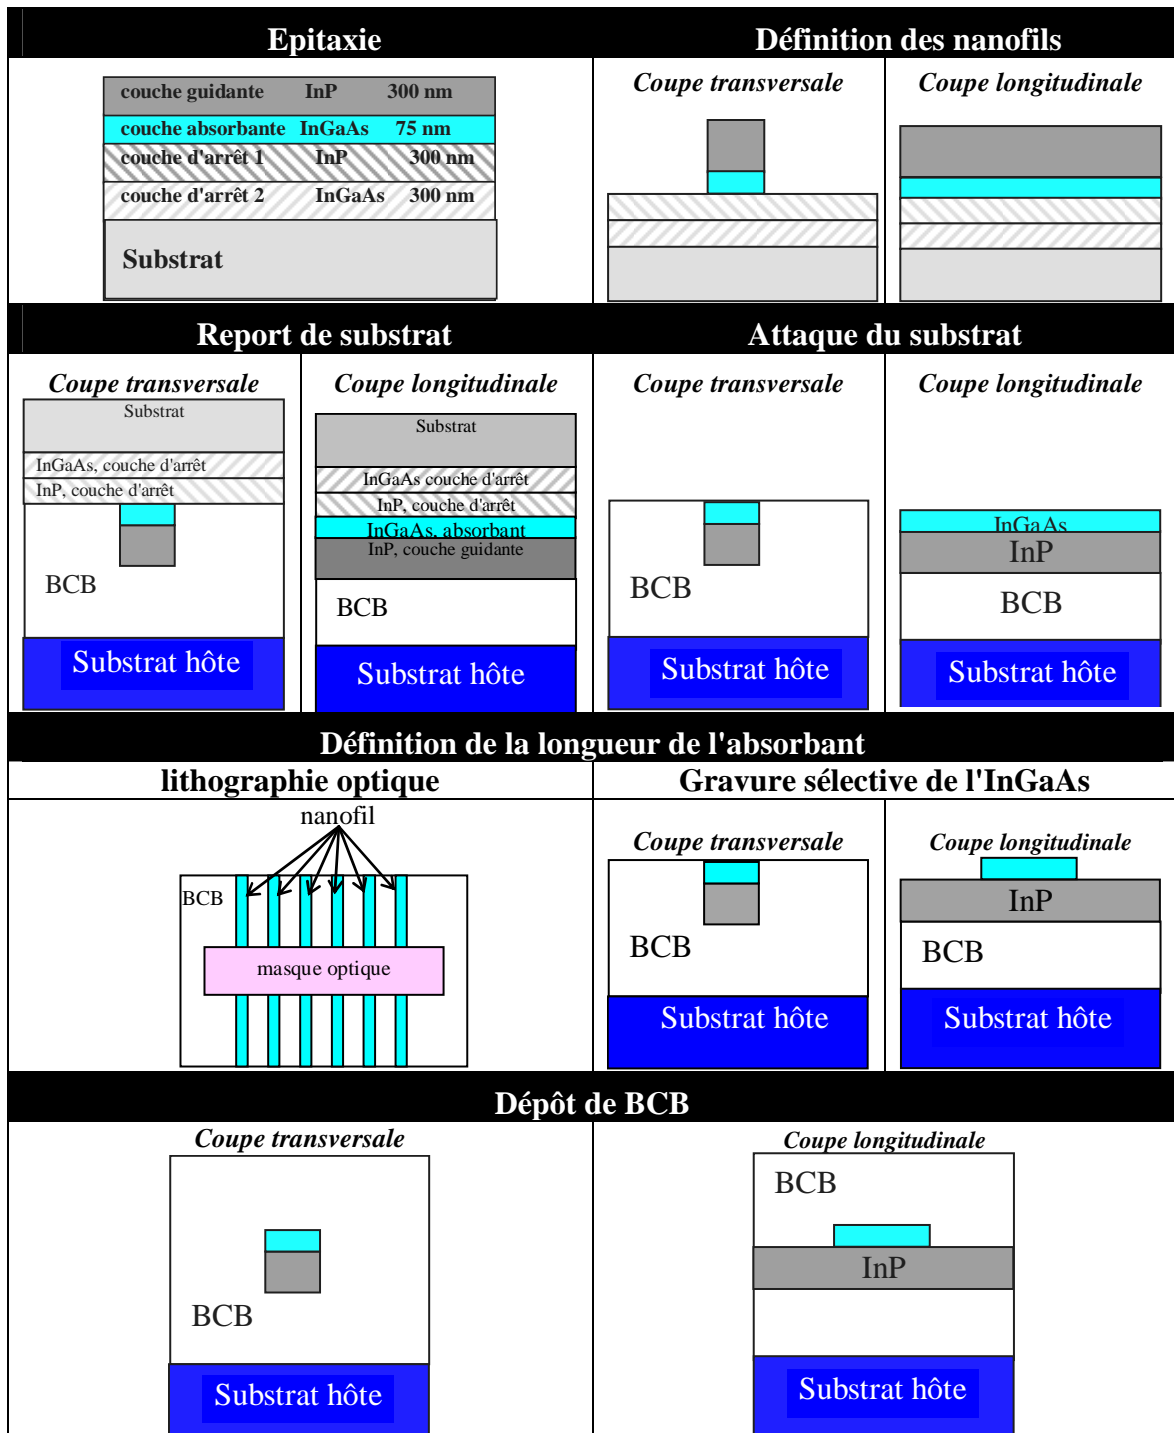 Epitaxie
couche guidante InP 300 nm
couche absorbante InGaAs 75 nm
couche d'arrêt 1 InP 300 nm
couche d'arrêt 2 InGaAs 300 nm
Substrat
Définition des nanofils
Coupe transversale
Coupe longitudinale
Report de substrat
Coupe transversale
Substrat
InGaAs, couche d'arrêt
InP, couche d'arrêt
BCB
Substrat hôte
Coupe longitudinale
Substrat
InGaAs couche d'arrêt
InP, couche d'arrêt
InGaAs, absorbant
InP, couche guidante
BCB
Substrat hôte
Attaque du substrat
Coupe transversale
BCB
Substrat hôte
Coupe longitudinale
InGaAs
InP
BCB
Substrat hôte
Définition de la longueur de l'absorbant
lithographie optique
nanofil
BCB
masque optique
Gravure sélective de l'InGaAs
Coupe transversale
BCB
Substrat hôte
Coupe longitudinale
InP
BCB
Substrat hôte
Dépôt de BCB
Coupe transversale
BCB
Substrat hôte
Coupe longitudinale
BCB
InP
Substrat hôte